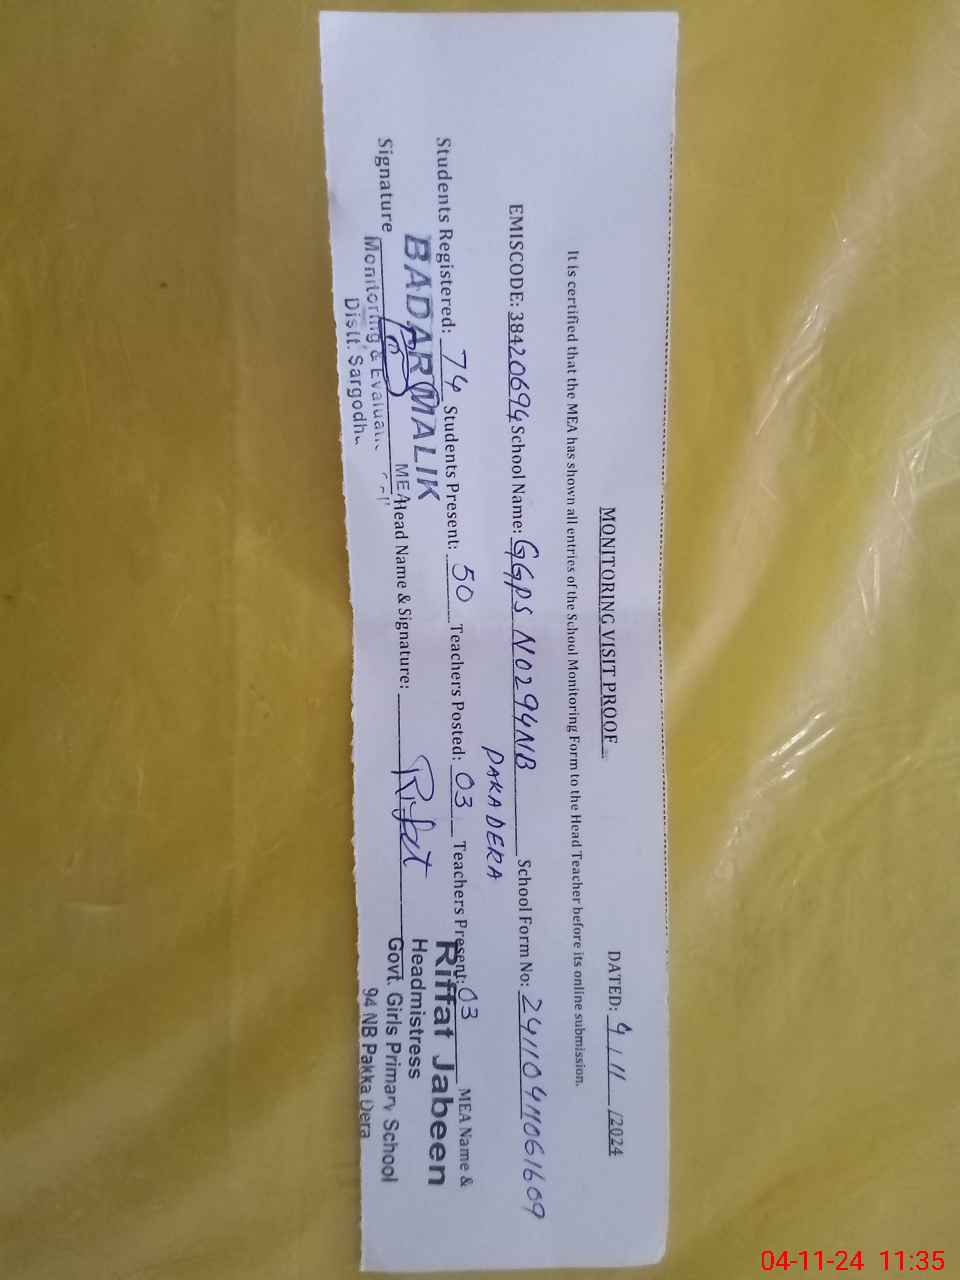 MONITORING VISIT PROOF
DATED: 4/11/2024
It is certified that the MEA has shown all entries of the School Monitoring Form to the Head Teacher before its online submission.
EMISCODE: 38420694 School Name: GGPS NO294NB School Form No:
PAKA DERA
Students Registered: 74 Students Present: 50 Teachers Posted: 03 Teachers Present: 03 MEA Name &
Signature MEA Head Name & Signature: Rifat
BADAR MALIK
Monitoring &
Distt. Sargodh
Riffat Jabeen
Headmistress
Govt. Girls Primary School
94 NB Pakka Dera
04-11-24 11:35